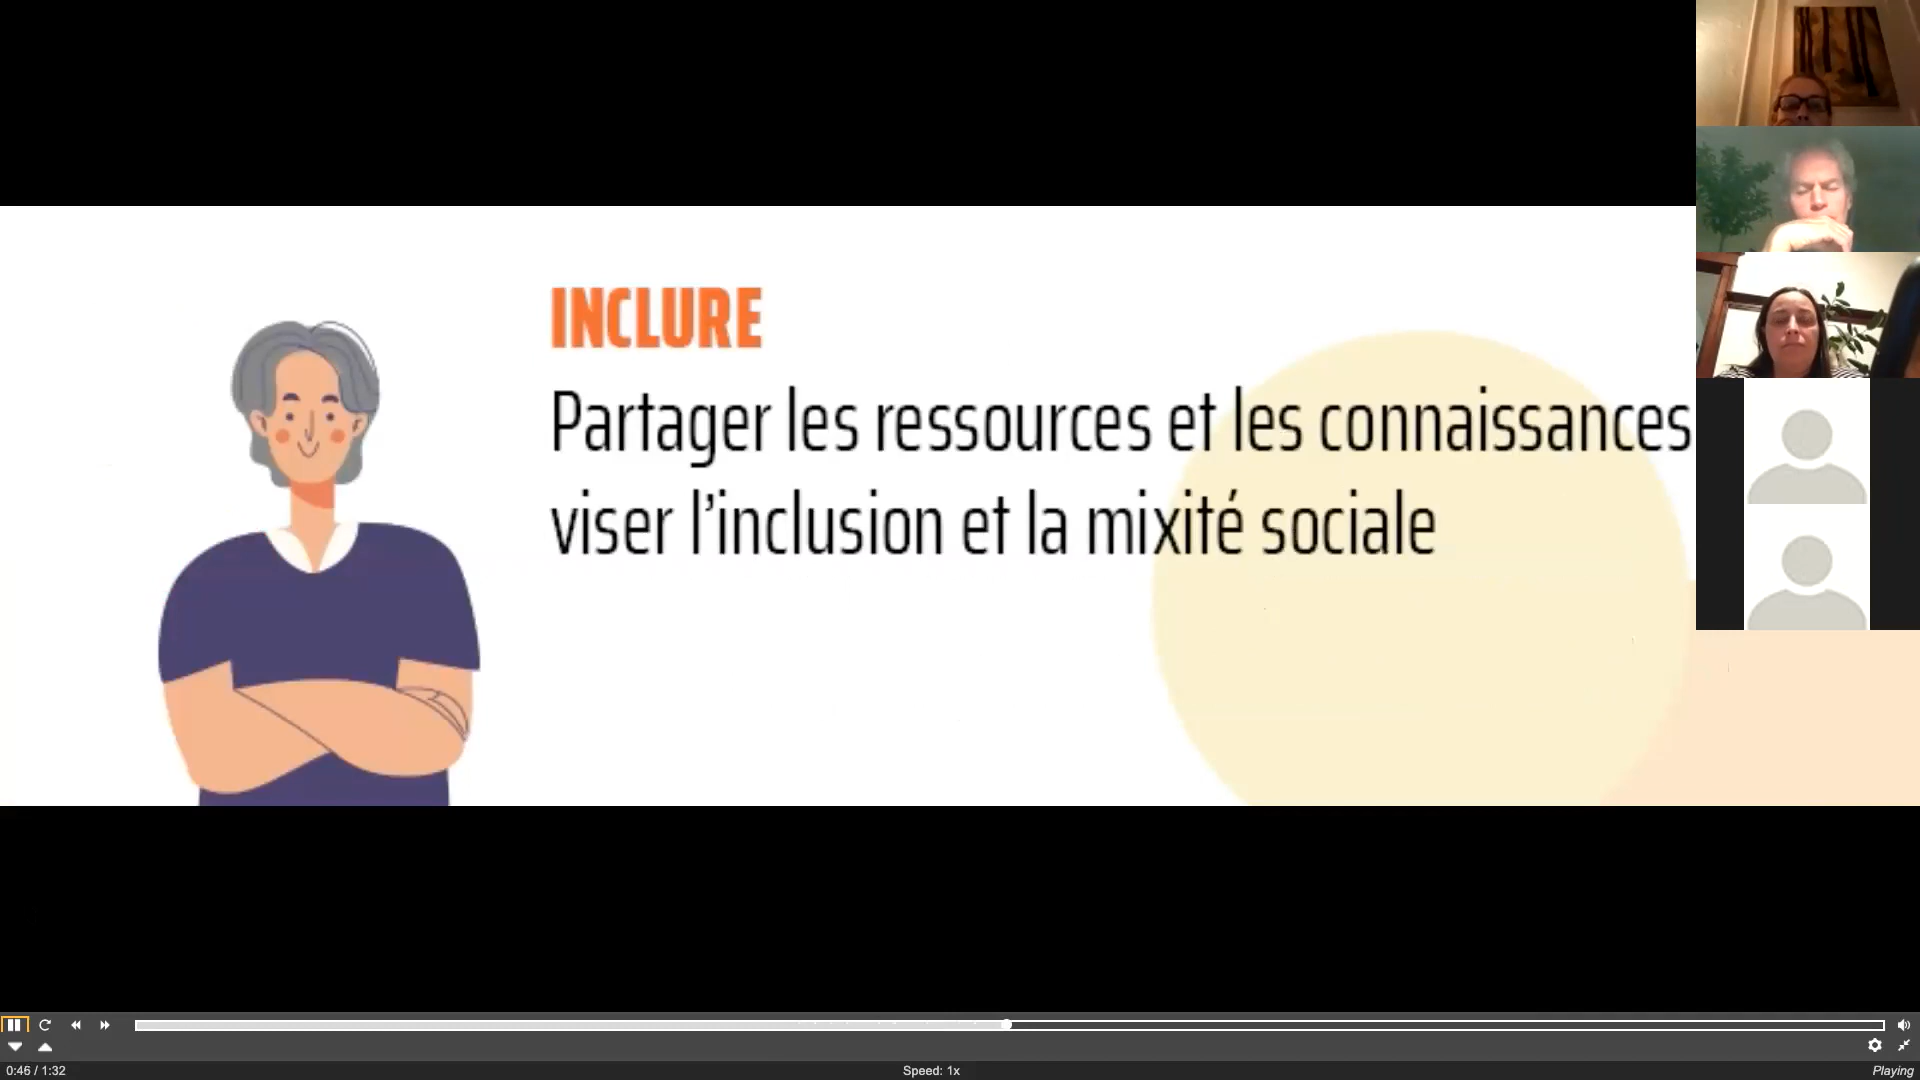 INCLURE
Partager les ressources et les connaissances
viser l’inclusion et la mixité sociale
0:46 / 1:32
Speed: 1x
Playing